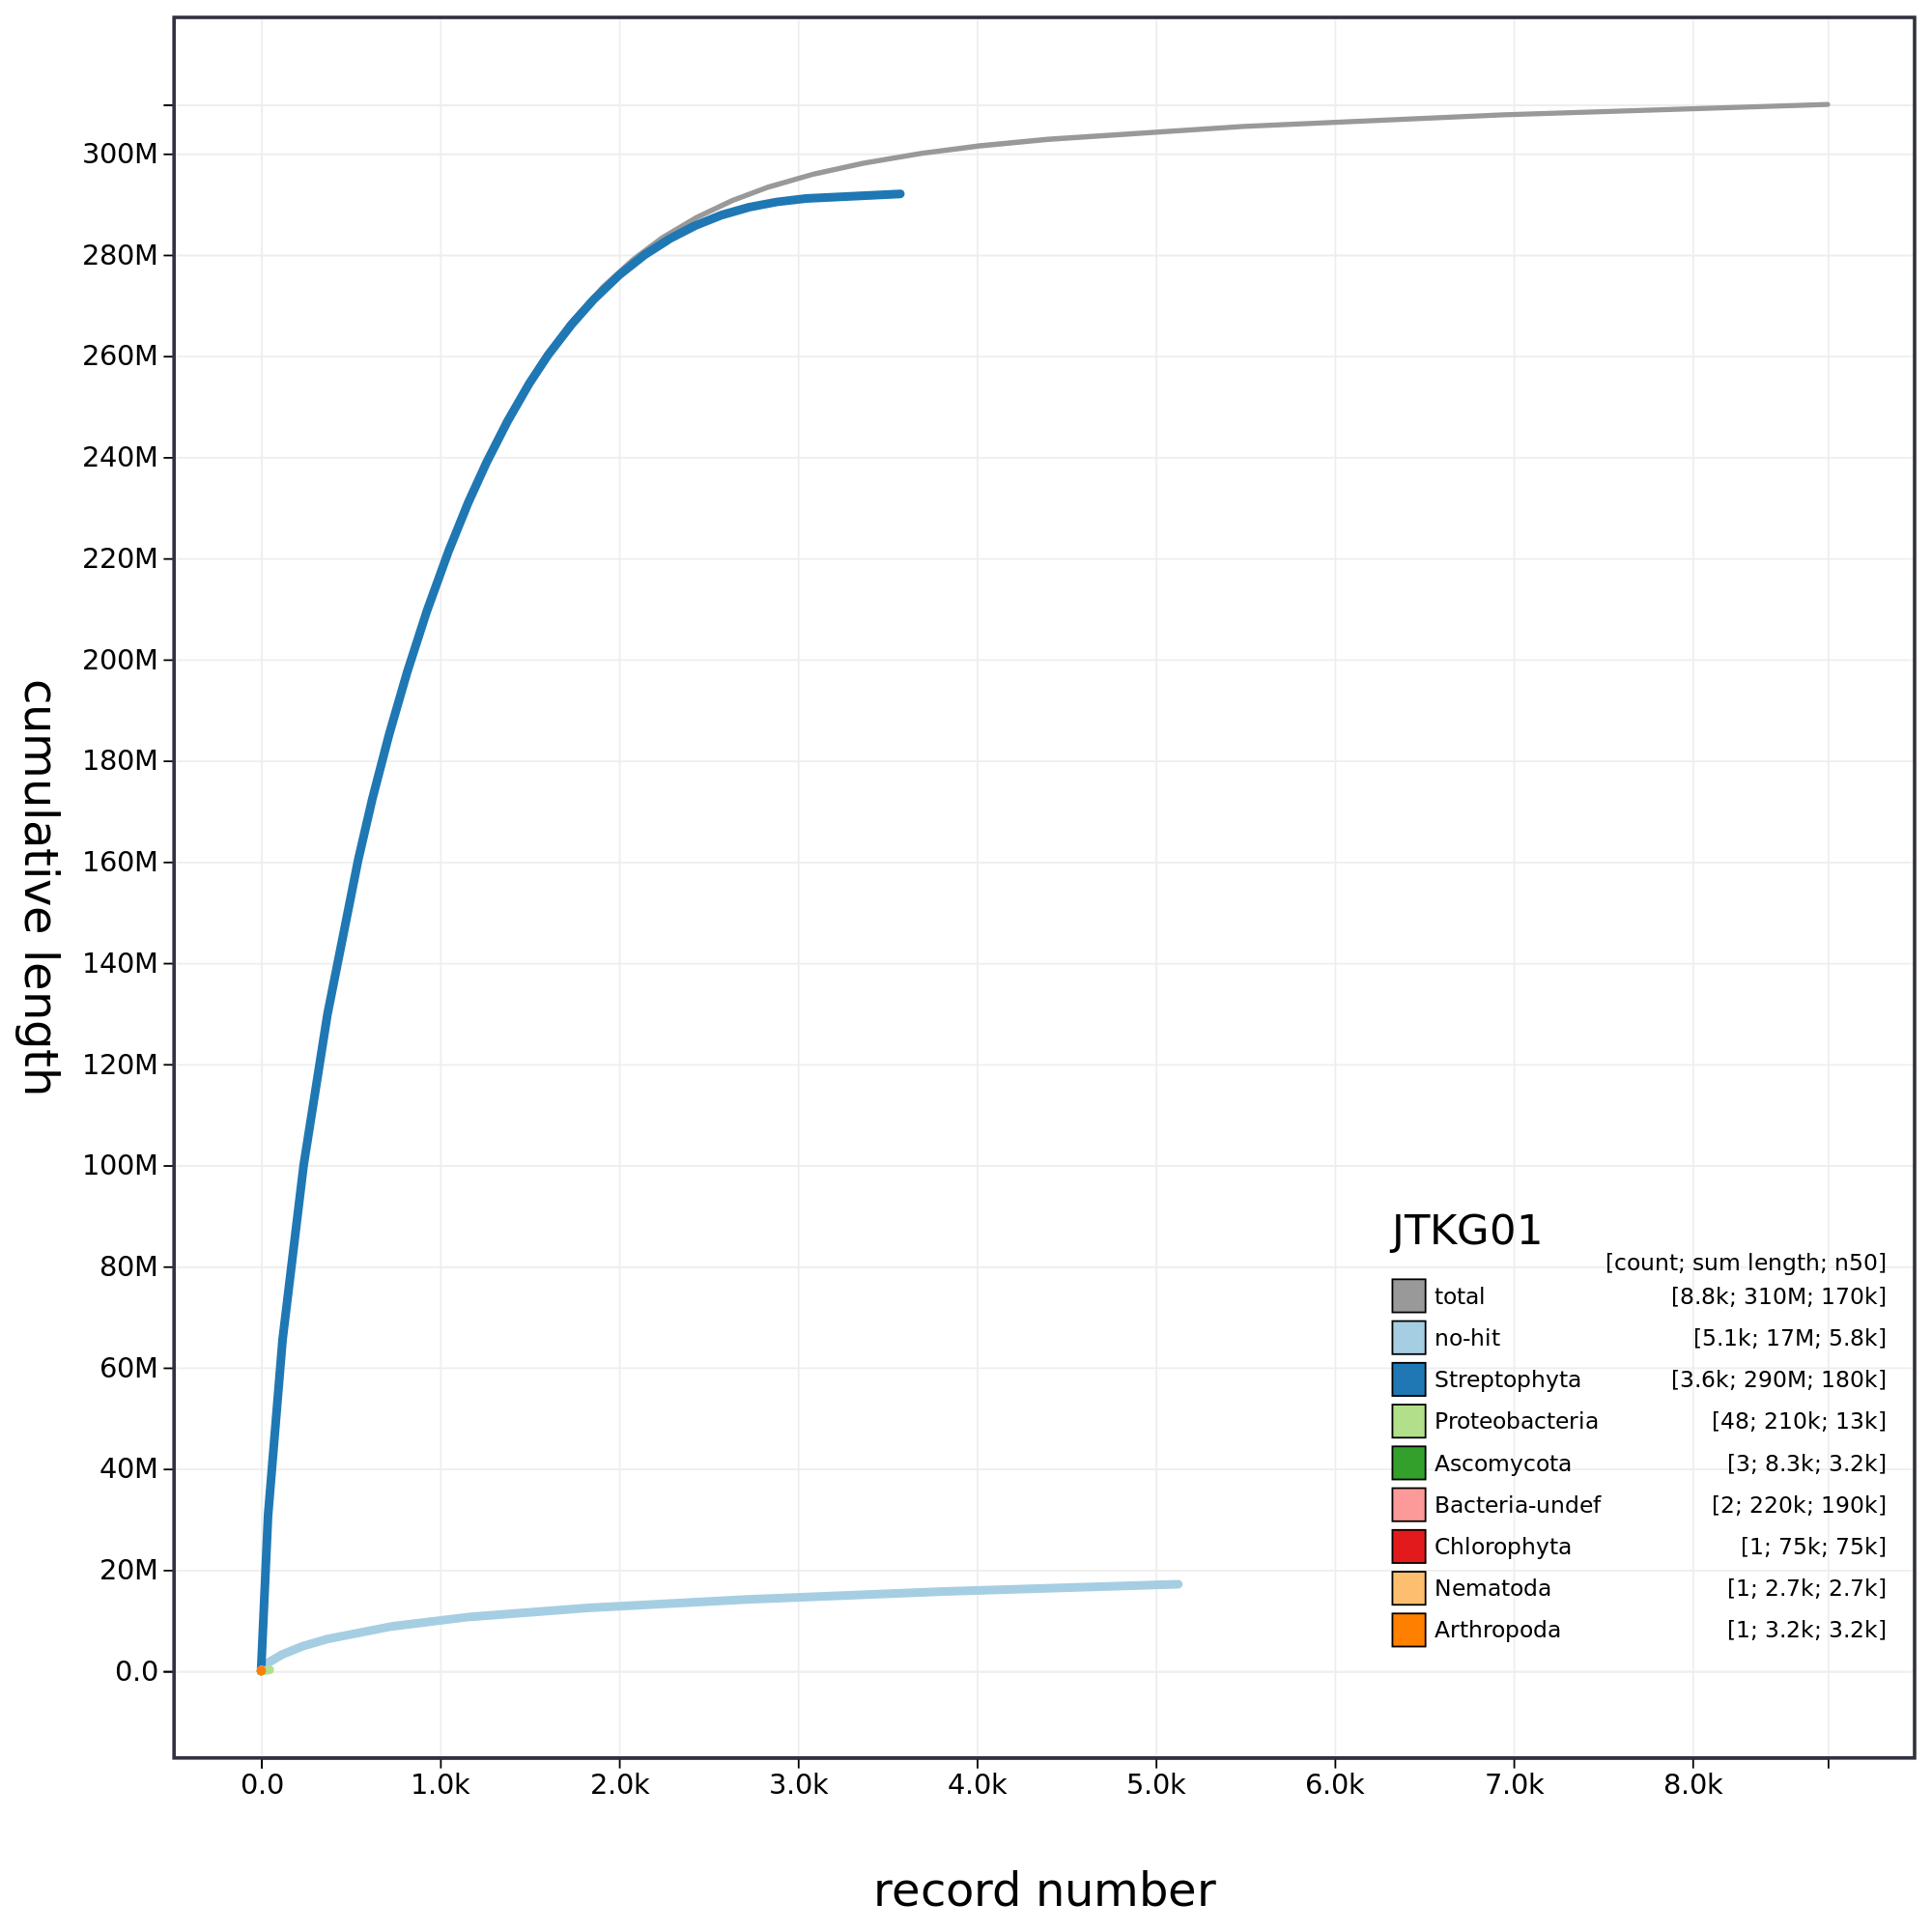 cumulative length
300M
280M
260M
240M
220M
200M
180M
160M
140M
120M
100M
80M
60M
40M
20M
0.0
JTKG01
[count; sum length; n50]
total [8.8k; 310M; 170k]
no-hit [5.1k; 17M; 5.8k]
Streptophyta [3.6k; 290M; 180k]
Proteobacteria [48; 210k; 13k]
Ascomycota [3; 8.3k; 3.2k]
Bacteria-undef [2; 220k; 190k]
Chlorophyta [1; 75k; 75k]
Nematoda [1; 2.7k; 2.7k]
Arthropoda [1; 3.2k; 3.2k]
0.0 1.0k 2.0k 3.0k 4.0k 5.0k 6.0k 7.0k 8.0k
record number